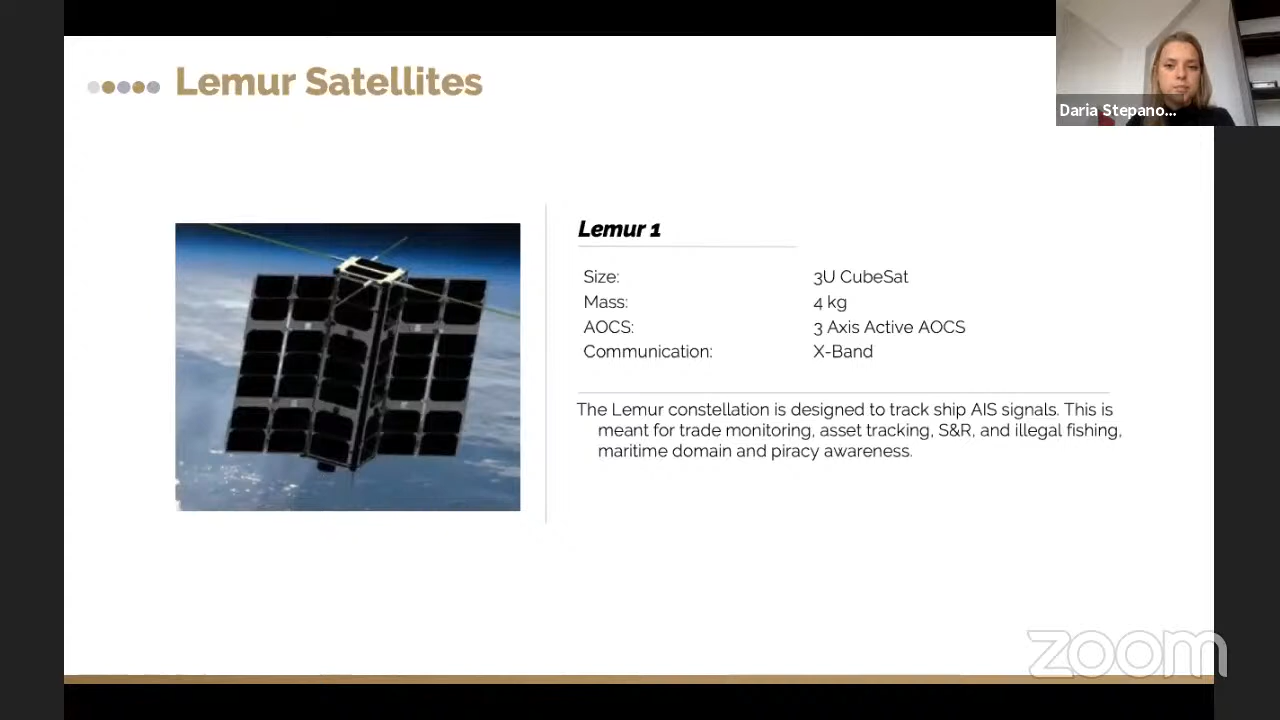 Lemur Satellites
Daria Stepano...
Lemur 1
Size: 3U CubeSat
Mass: 4 kg
AOCS: 3 Axis Active AOCS
Communication: X-Band
The Lemur constellation is designed to track ship AIS signals. This is
meant for trade monitoring, asset tracking, S&R, and illegal fishing,
maritime domain and piracy awareness.
zoom